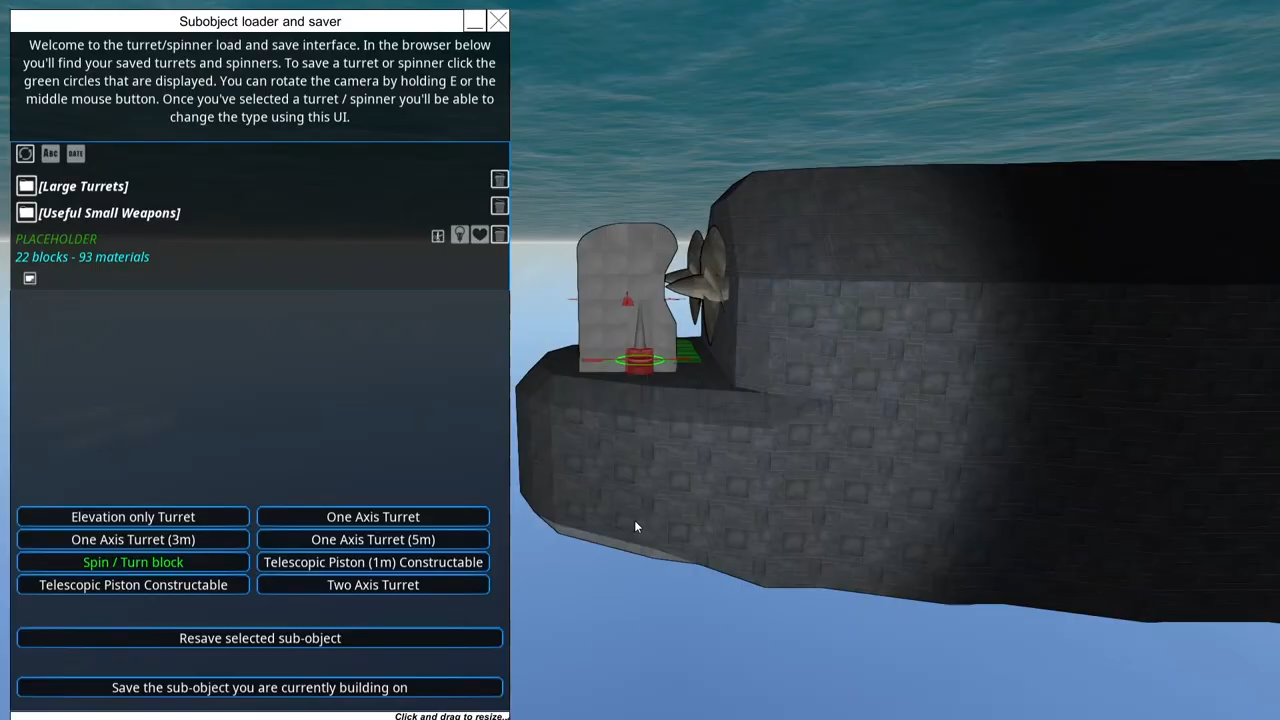 Subobject loader and saver
Welcome to the turret/spinner load and save interface. In the browser below
you'll find your saved turrets and spinners. To save a turret or spinner click the
green circles that are displayed. You can rotate the camera by holding E or the
middle mouse button. Once you've selected a turret / spinner you'll be able to
change the type using this UI.
ABC DATE
[Large Turrets]
[Useful Small Weapons]
PLACEHOLDER
22 blocks - 93 materials
Elevation only Turret One Axis Turret
One Axis Turret (3m) One Axis Turret (5m)
Spin / Turn block Telescopic Piston (1m) Constructable
Telescopic Piston Constructable Two Axis Turret
Resave selected sub-object
Save the sub-object you are currently building on
Click and drag to resize..